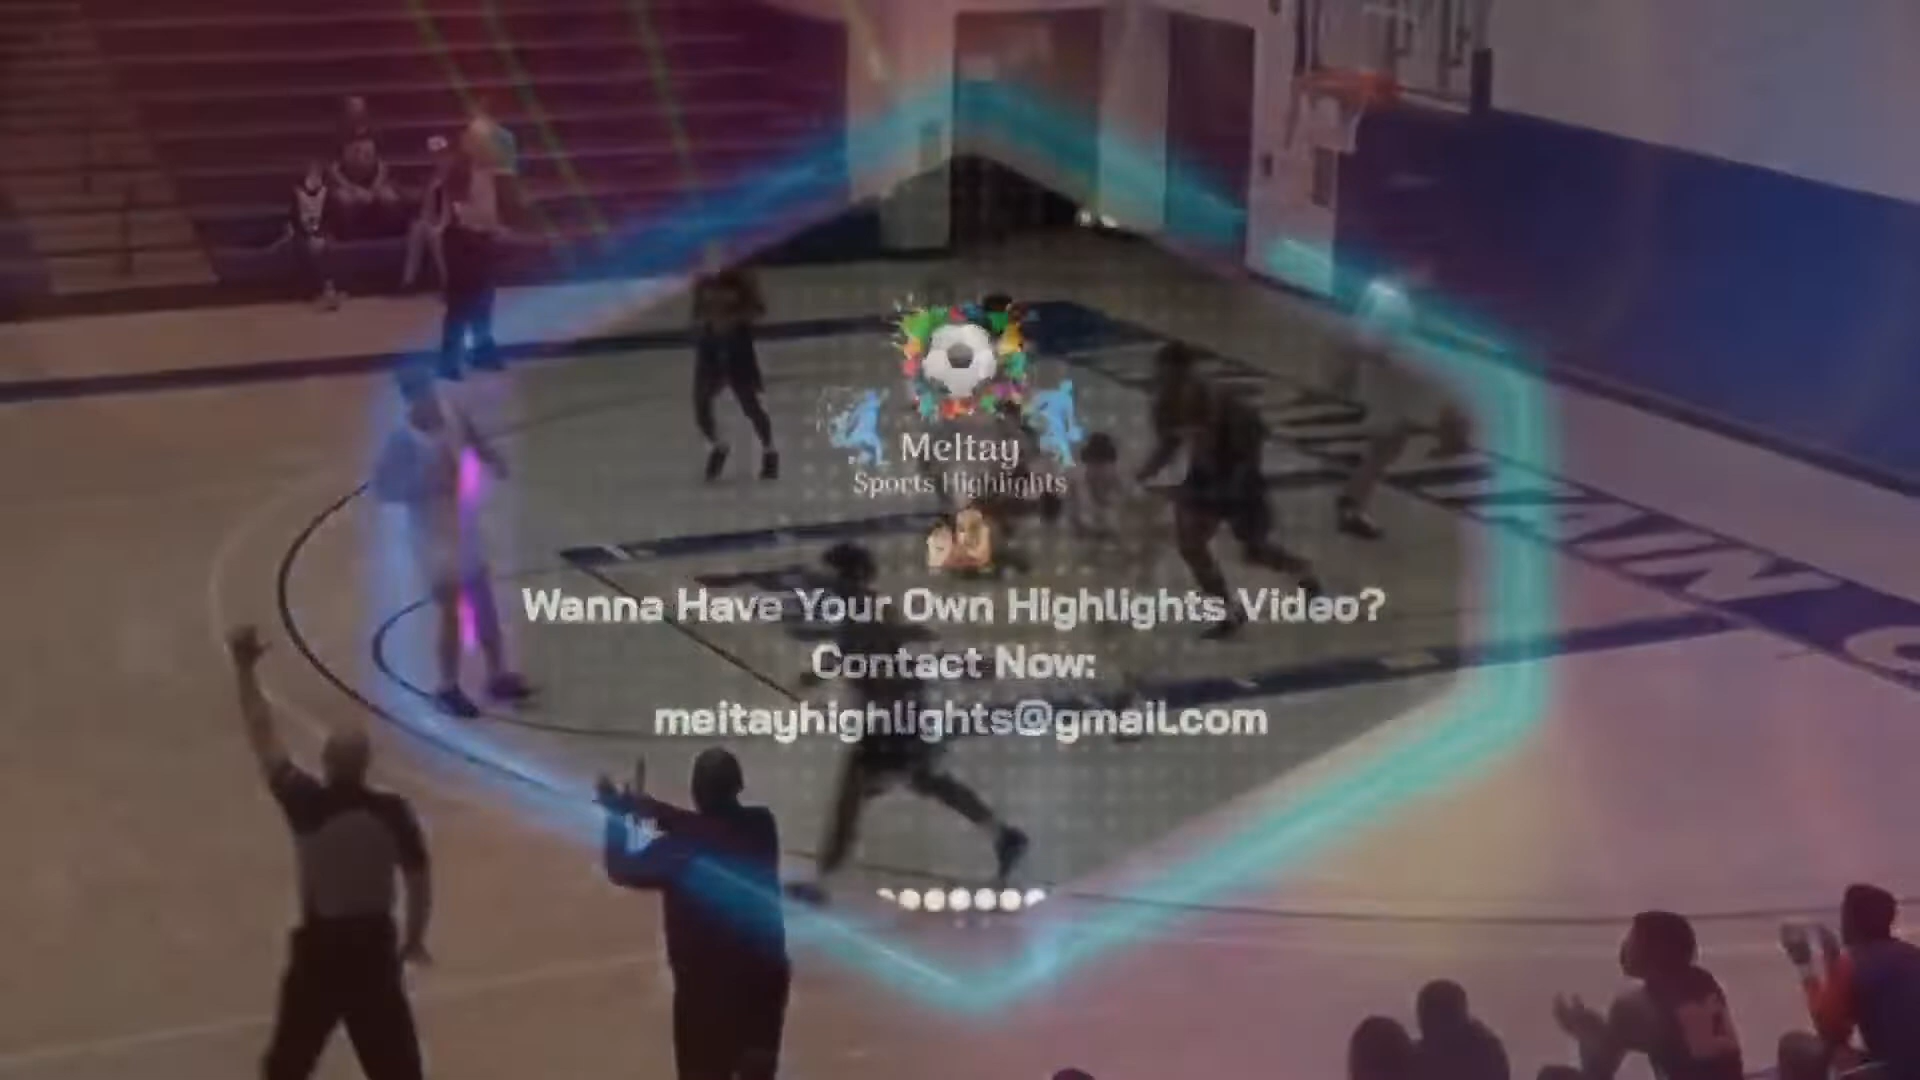 Meltay
Sports Highlights
Wanna Have Your Own Highlights Video?
Contact Now:
meitayhighlights@gmail.com